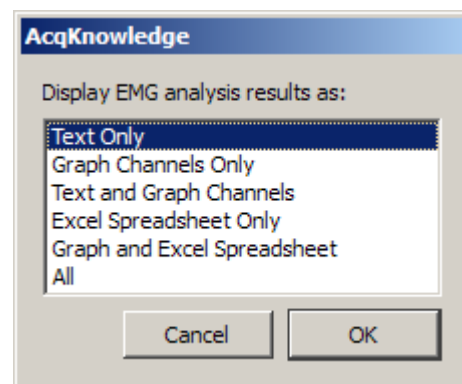 AcqKnowledge
Display EMG analysis results as:
Text Only
Graph Channels Only
Text and Graph Channels
Excel Spreadsheet Only
Graph and Excel Spreadsheet
All
Cancel OK